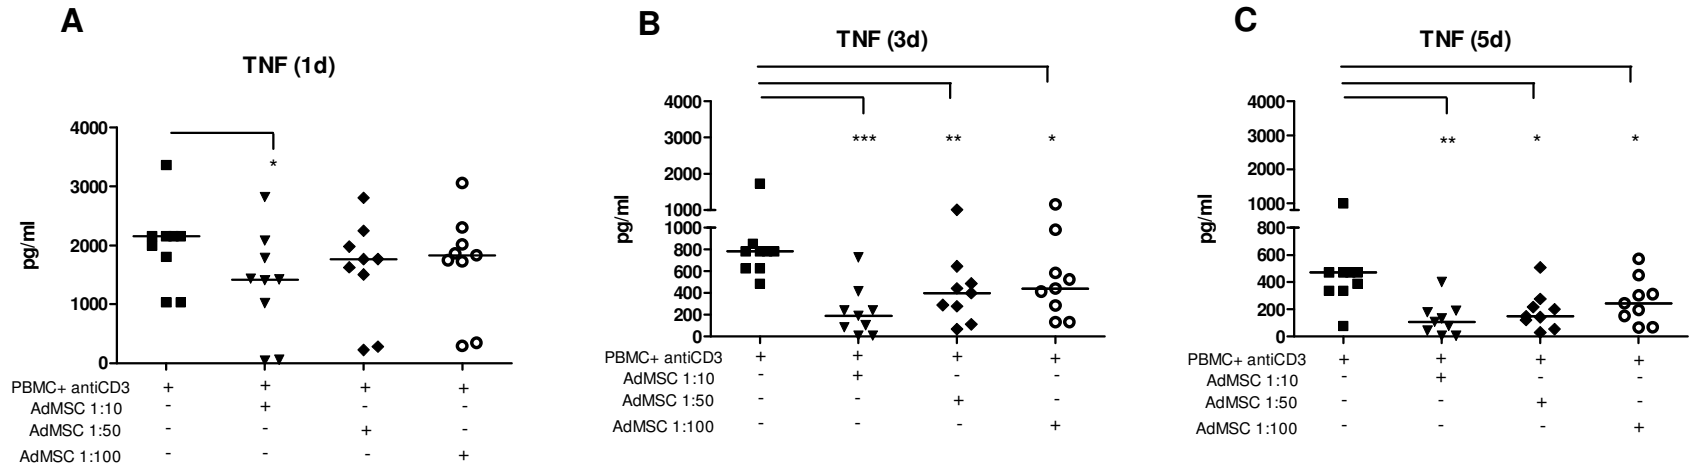 A
TNF (1d)
pg/ml
4000
3000
2000
1000
0
*
PBMC+ antiCD3 + + + +
AdMSC 1:10 - + - -
AdMSC 1:50 - - + -
AdMSC 1:100 - - - +
B
TNF (3d)
pg/ml
4000
3000
2000
1000
1000
800
600
400
200
0
*** ** *
PBMC+ antiCD3 + + + +
AdMSC 1:10 - + - -
AdMSC 1:50 - - + -
AdMSC 1:100 - - - +
C
TNF (5d)
pg/ml
4000
3000
2000
1000
800
600
400
200
0
** * *
PBMC+ antiCD3 + + + +
AdMSC 1:10 - + - -
AdMSC 1:50 - - + -
AdMSC 1:100 - - - +